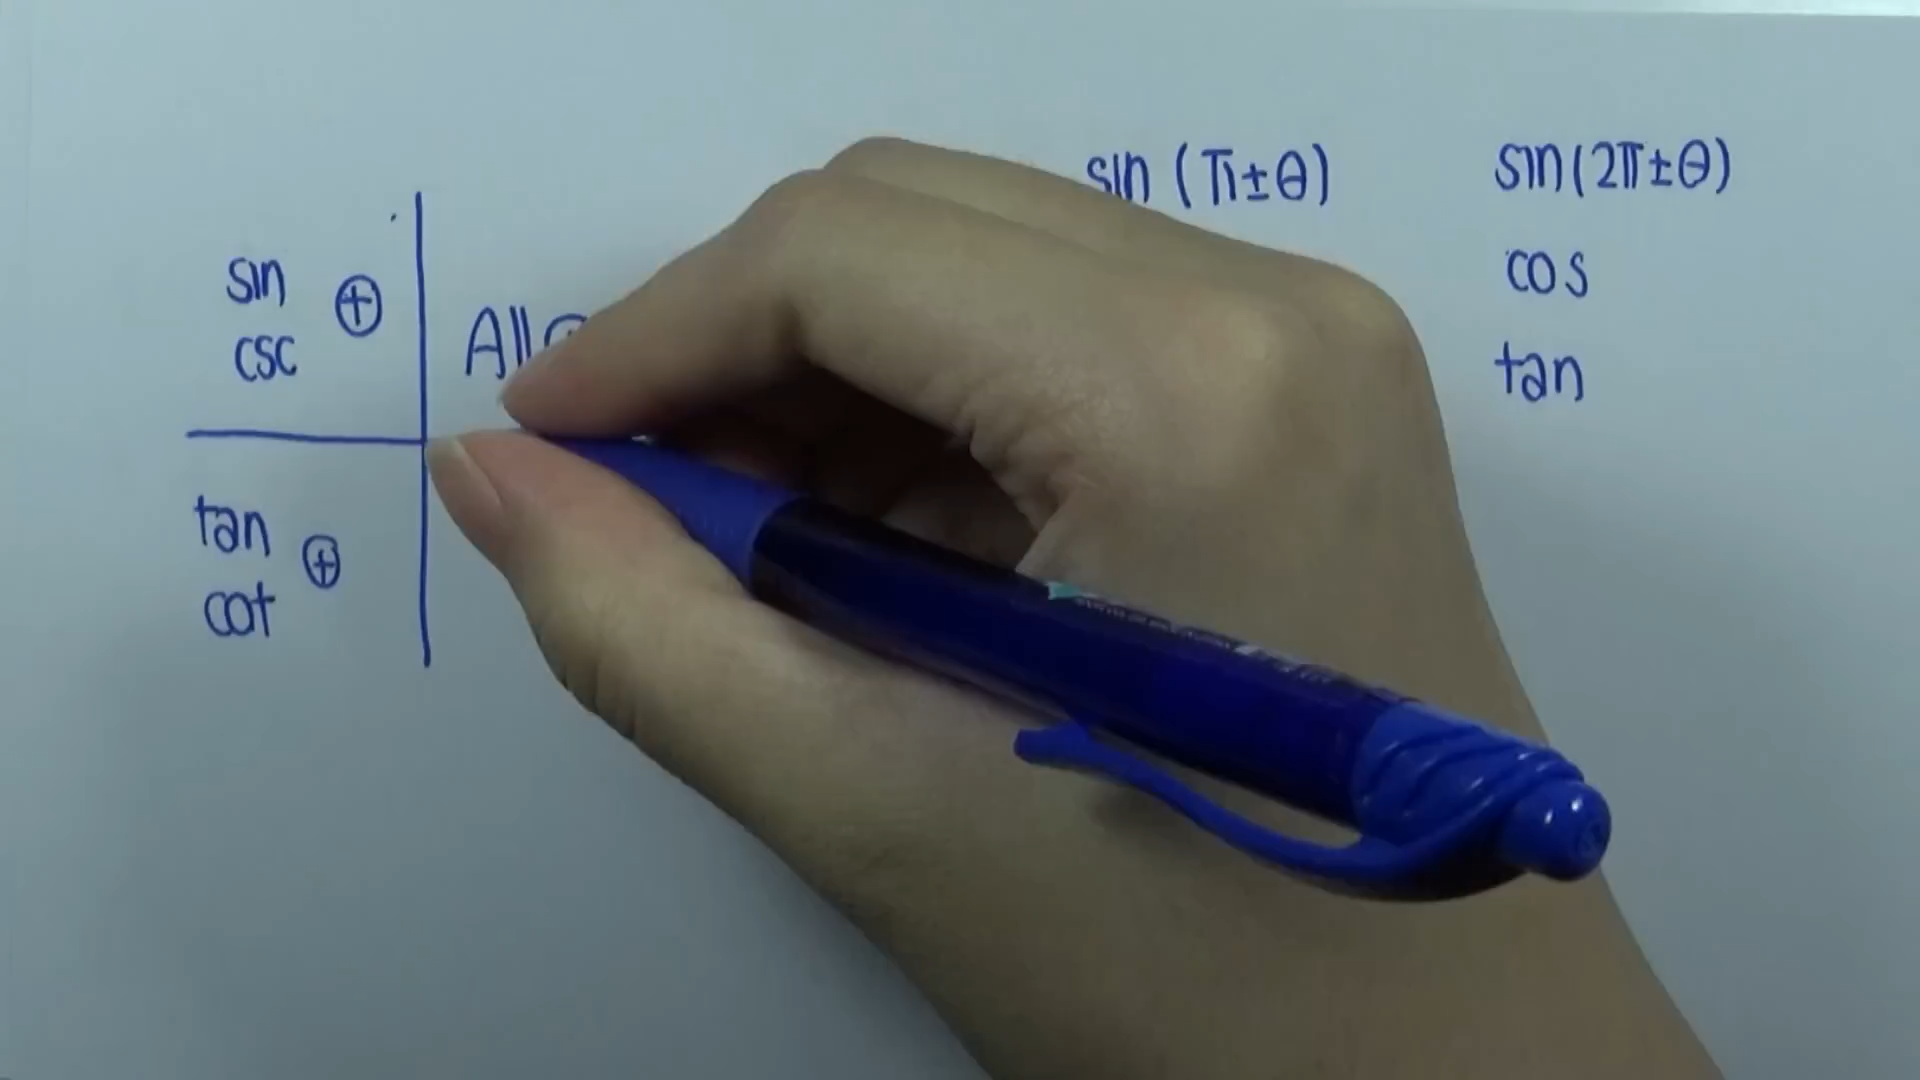 sin ⊕
csc
All
tan ⊕
cot
sin (π±θ)
sin(2π±θ)
cos
tan